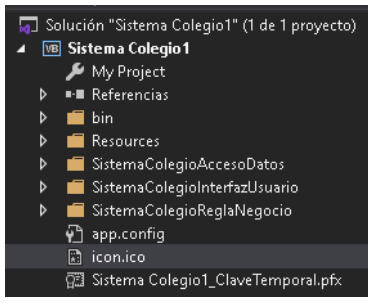 Solución "Sistema Colegio1" (1 de 1 proyecto)
VB Sistema Colegio1
My Project
Referencias
bin
Resources
SistemaColegioAccesoDatos
SistemaColegioInterfazUsuario
SistemaColegioReglaNegocio
app.config
icon.ico
Sistema Colegio1_ClaveTemporal.pfx